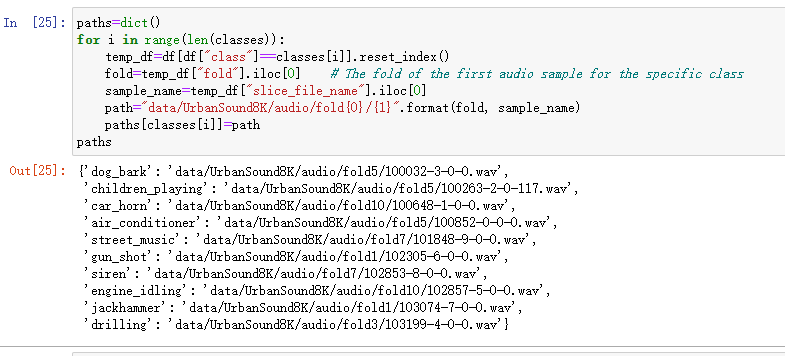 In [25]: paths=dict()
for i in range(len(classes)):
    temp_df=df[df["class"]==classes[i]].reset_index()
    fold=temp_df["fold"].iloc[0]    # The fold of the first audio sample for the specific class
    sample_name=temp_df["slice_file_name"].iloc[0]
    path="data/UrbanSound8K/audio/fold{0}/{1}".format(fold, sample_name)
    paths[classes[i]]=path
paths
Out[25]: {'dog_bark': 'data/UrbanSound8K/audio/fold5/100032-3-0-0.wav',
'children_playing': 'data/UrbanSound8K/audio/fold5/100263-2-0-117.wav',
'car_horn': 'data/UrbanSound8K/audio/fold10/100648-1-0-0.wav',
'air_conditioner': 'data/UrbanSound8K/audio/fold5/100852-0-0-0.wav',
'street_music': 'data/UrbanSound8K/audio/fold7/101848-9-0-0.wav',
'gun_shot': 'data/UrbanSound8K/audio/fold1/102305-6-0-0.wav',
'siren': 'data/UrbanSound8K/audio/fold7/102853-8-0-0.wav',
'engine_idling': 'data/UrbanSound8K/audio/fold10/102857-5-0-0.wav',
'jackhammer': 'data/UrbanSound8K/audio/fold1/103074-7-0-0.wav',
'drilling': 'data/UrbanSound8K/audio/fold3/103199-4-0-0.wav'}